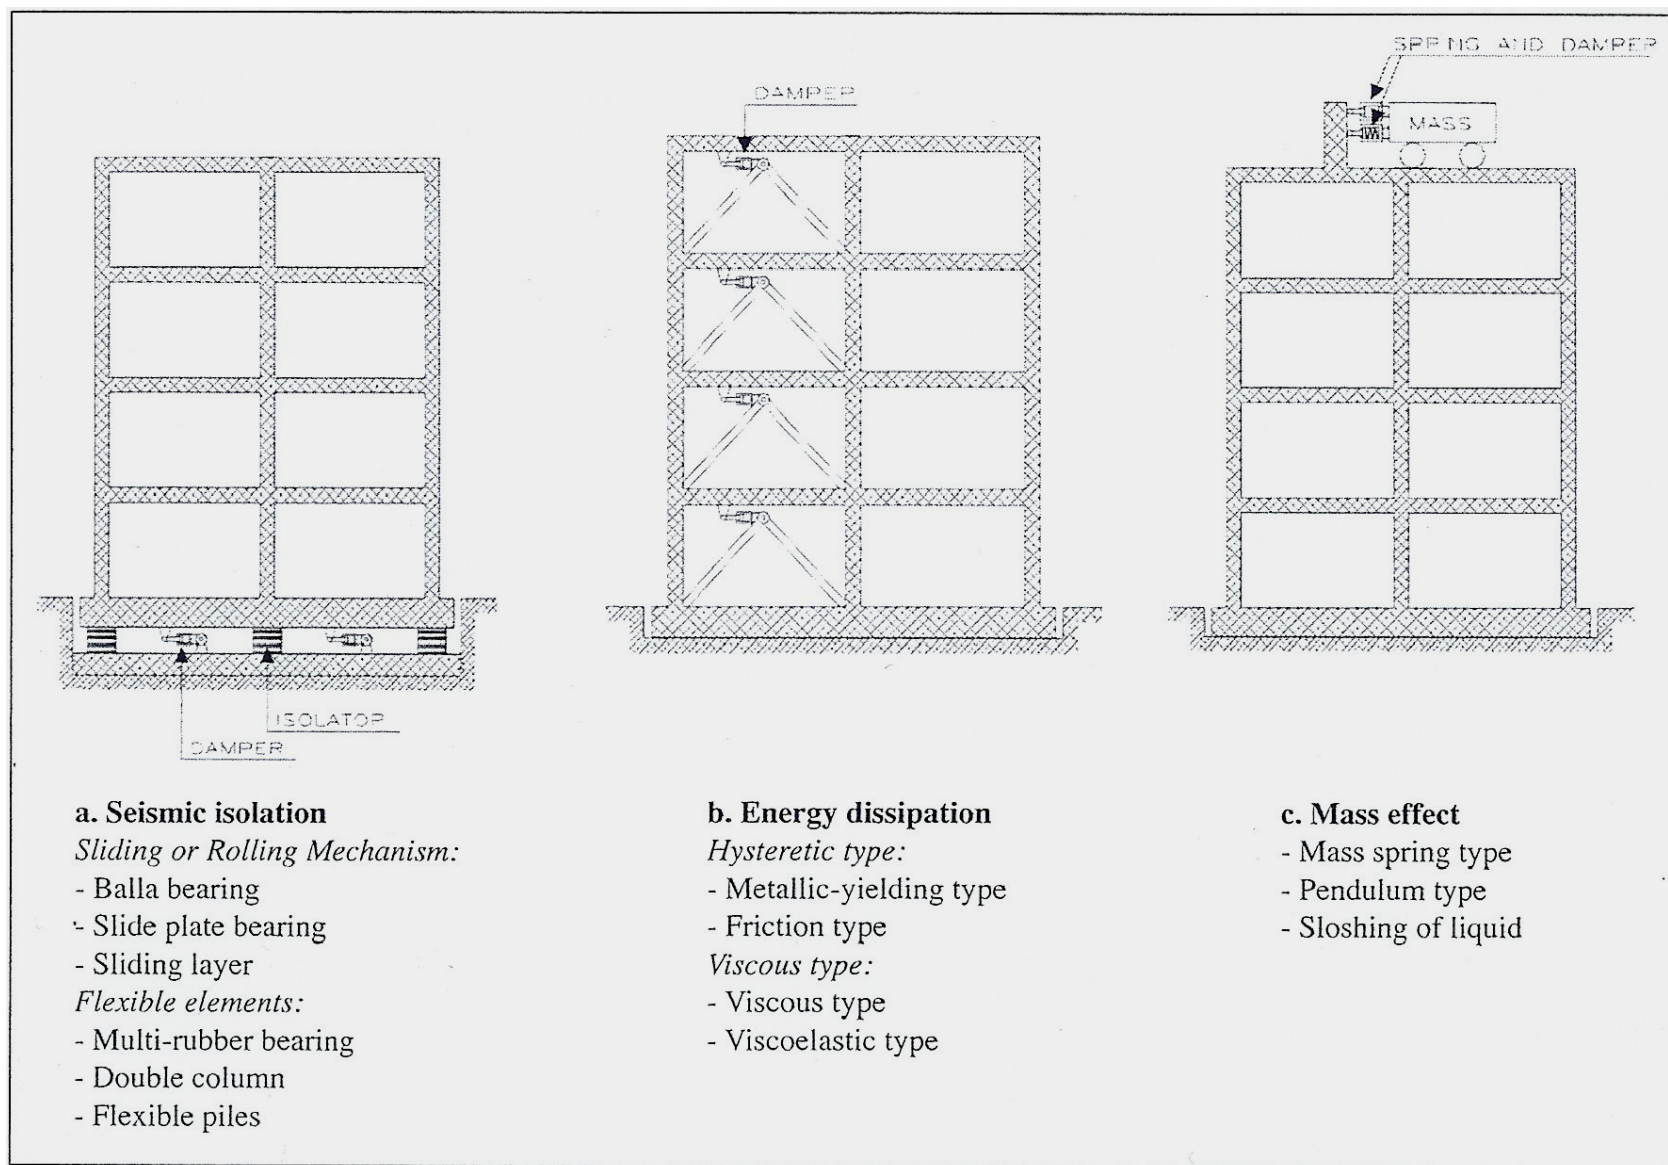 SPRING AND DAMPER
DAMPER
MASS
ISOLATOR
DAMPER
a. Seismic isolation
Sliding or Rolling Mechanism:
- Balla bearing
- Slide plate bearing
- Sliding layer
Flexible elements:
- Multi-rubber bearing
- Double column
- Flexible piles
b. Energy dissipation
Hysteretic type:
- Metallic-yielding type
- Friction type
Viscous type:
- Viscous type
- Viscoelastic type
c. Mass effect
- Mass spring type
- Pendulum type
- Sloshing of liquid